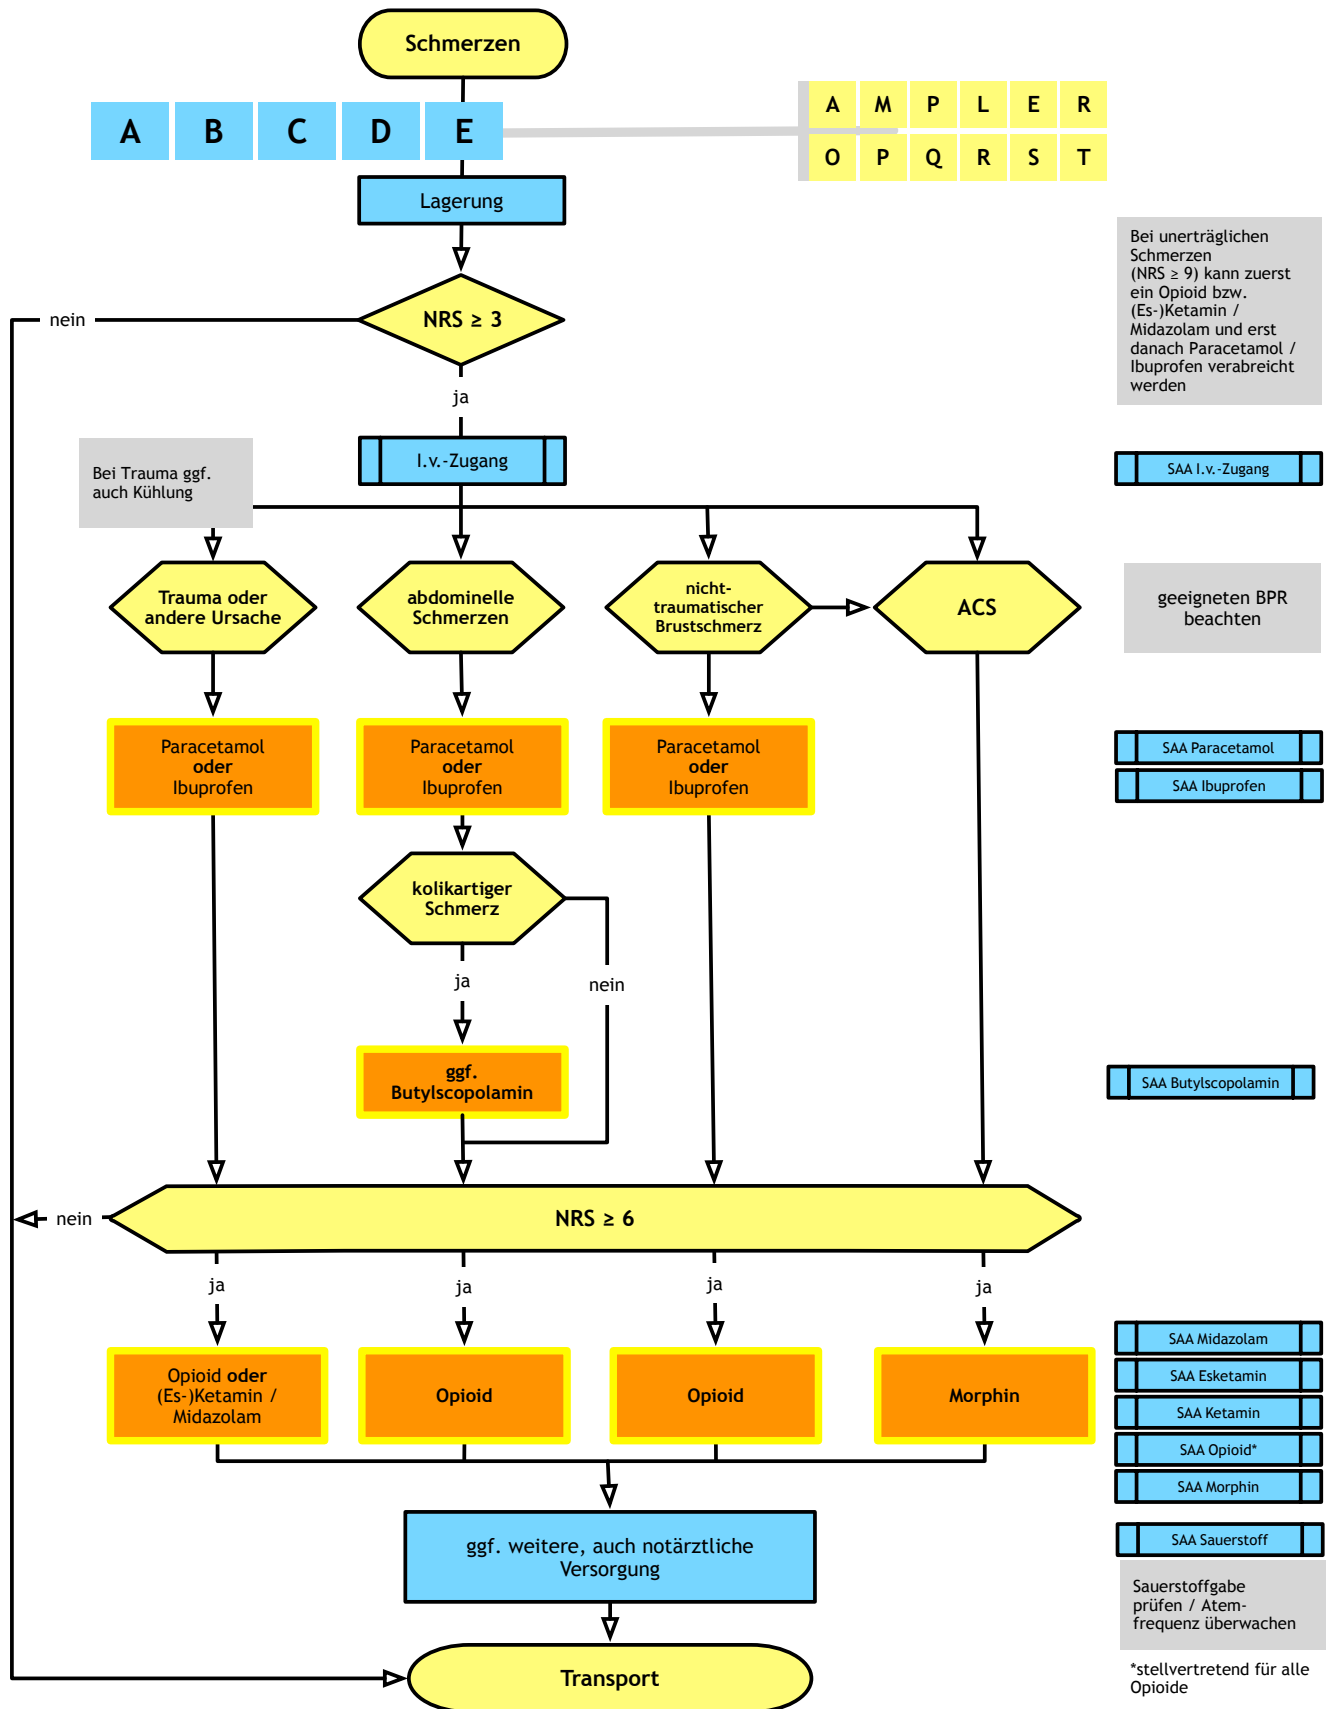 Schmerzen
A B C D E
A M P L E R
O P Q R S T
Lagerung
Bei unerträglichen
Schmerzen
(NRS ≥ 9) kann zuerst
ein Opioid bzw.
(Es-)Ketamin /
Midazolam und erst
danach Paracetamol /
Ibuprofen verabreicht
werden
NRS ≥ 3
nein
ja
I.v.-Zugang
SAA I.v.-Zugang
Bei Trauma ggf.
auch Kühlung
Trauma oder
andere Ursache
abdominelle
Schmerzen
nicht-
traumatischer
Brustschmerz
ACS
geeigneten BPR
beachten
Paracetamol
oder
Ibuprofen
Paracetamol
oder
Ibuprofen
Paracetamol
oder
Ibuprofen
SAA Paracetamol
SAA Ibuprofen
kolikartiger
Schmerz
ja
nein
ggf.
Butylscopolamin
SAA Butylscopolamin
nein
NRS ≥ 6
ja
ja
ja
ja
Opioid oder
(Es-)Ketamin /
Midazolam
Opioid
Opioid
Morphin
SAA Midazolam
SAA Esketamin
SAA Ketamin
SAA Opioid*
SAA Morphin
SAA Sauerstoff
ggf. weitere, auch notärztliche
Versorgung
Sauerstoffgabe
prüfen / Atem-
frequenz überwachen
Transport
*stellvertretend für alle
Opioide